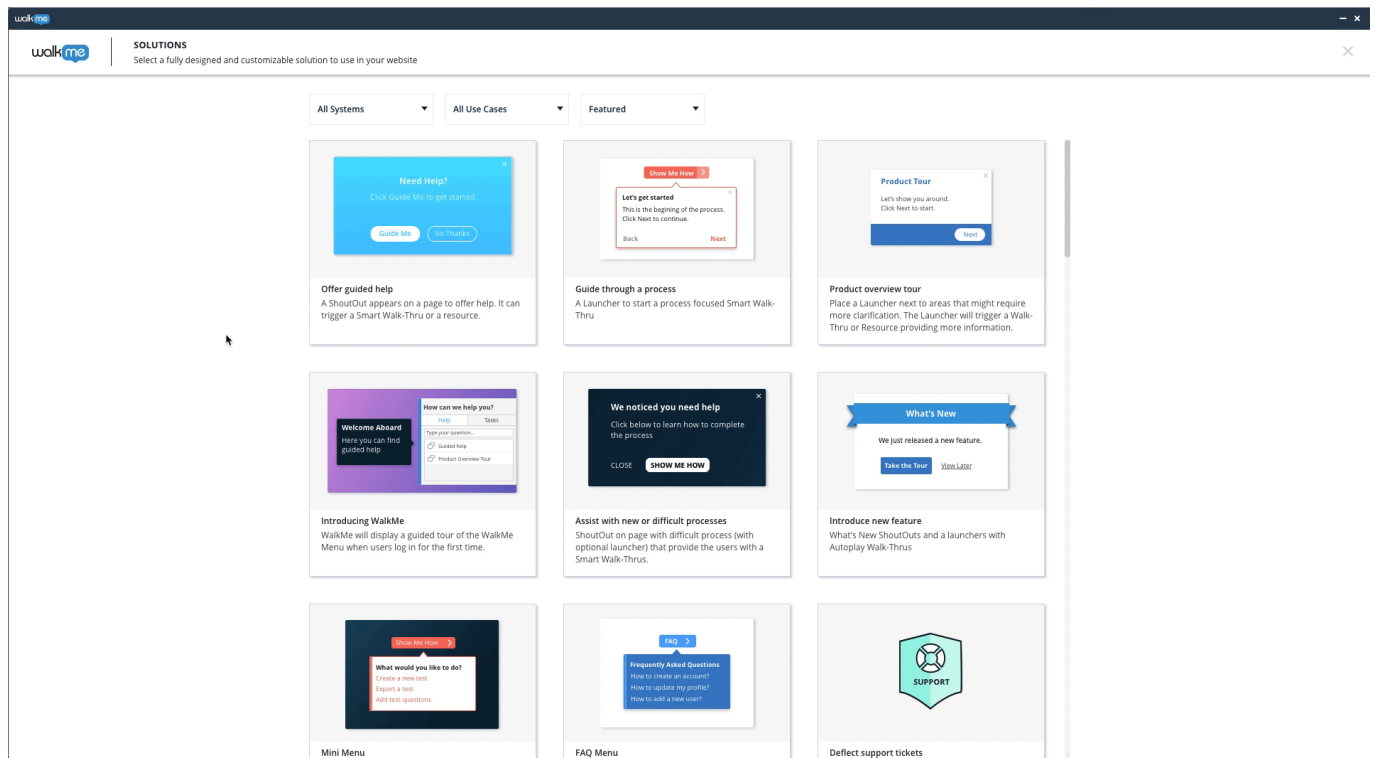 walkme
walkme
SOLUTIONS
Select a fully designed and customizable solution to use in your website
All Systems
All Use Cases
Featured
Need Help?
Click Guide Me to get started.
Guide Me
No Thanks
Offer guided help
A ShoutOut appears on a page to offer help. It can
trigger a Smart Walk-Thru or a resource.
Show Me How
Let's get started
This is the begining of the process.
Click Next to continue.
Back
Next
Guide through a process
A Launcher to start a process focused Smart Walk-
Thru
Product Tour
Let's show you around.
Click Next to start.
Next
Product overview tour
Place a Launcher next to areas that might require
more clarification. The Launcher will trigger a Walk-
Thru or Resource providing more information.
Welcome Aboard
Here you can find
guided help
How can we help you?
Help
Tasks
Type your question...
Guided help
Product Overview Tour
Introducing WalkMe
WalkMe will display a guided tour of the WalkMe
Menu when users log in for the first time.
We noticed you need help
Click below to learn how to complete
the process
CLOSE
SHOW ME HOW
Assist with new or difficult processes
ShoutOut on page with difficult process (with
optional launcher) that provide the users with a
Smart Walk-Thrus.
What's New
We just released a new feature.
Take the Tour
View Later
Introduce new feature
What's New ShoutOuts and a launchers with
Autoplay Walk-Thrus
Show Me How
What would you like to do?
Create a new test
Export a test
Add test questions
Mini Menu
FAQ
Frequently Asked Questions
How to create an account?
How to update my profile?
How to add a new user?
FAQ Menu
SUPPORT
Deflect support tickets